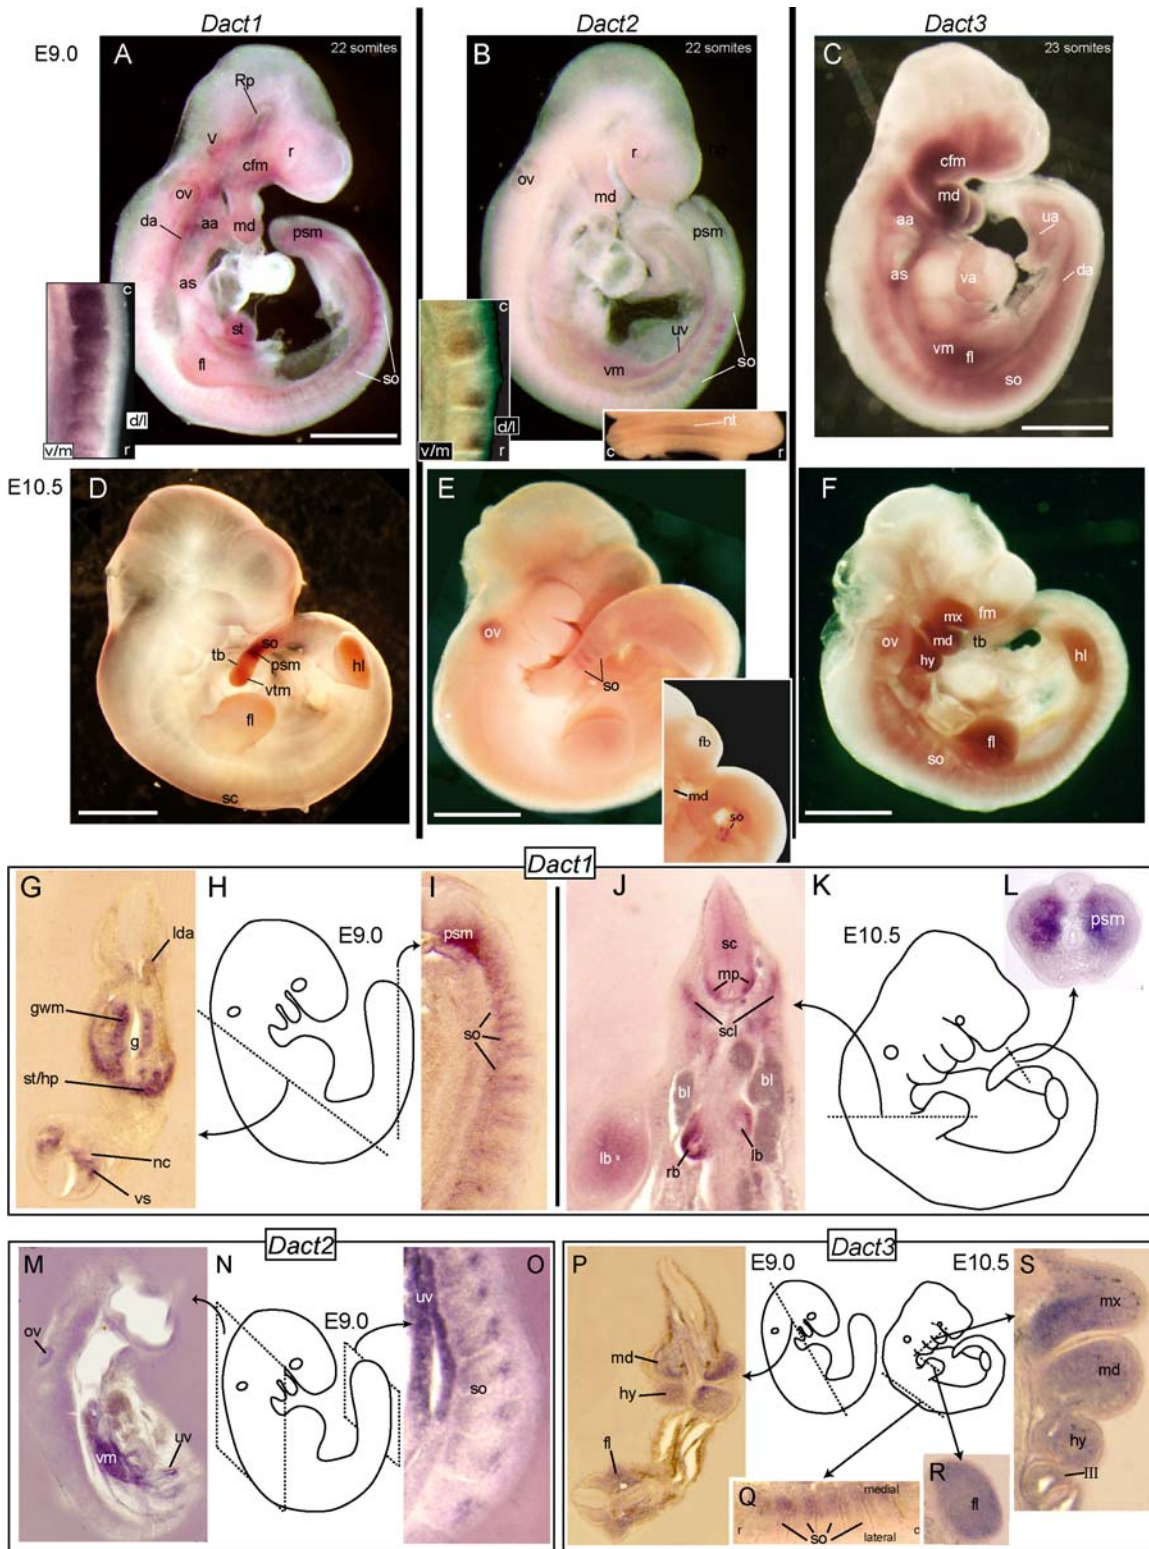 Dact1 Dact2 Dact3
E9.0
A
22 somites
Rp
V
r
cfm
ov
aa
md
da
psm
as
st
fl
so
c
d/l
v/m
r
B
22 somites
r
ov
md
psm
uv
vm
so
c
d/l
v/m
r
nt
c
r
C
23 somites
cfm
md
aa
ua
as
va
da
vm
fl
so
E10.5
D
so
tb
psm
vtm
hl
fl
sc
E
ov
so
fb
md
so
F
mx
fm
ov
md
tb
hy
hl
fl
so
Dact1
G
lda
gwm
g
st/hp
nc
vs
H
E9.0
I
psm
so
J
sc
mp
scl
bl
bl
lb
rb
lb
K
E10.5
L
psm
Dact2
M
ov
vm
uv
N
E9.0
O
uv
so
Dact3
P
md
hy
fl
E9.0
E10.5
Q
medial
r
so
lateral
c
R
fl
S
mx
md
hy
III